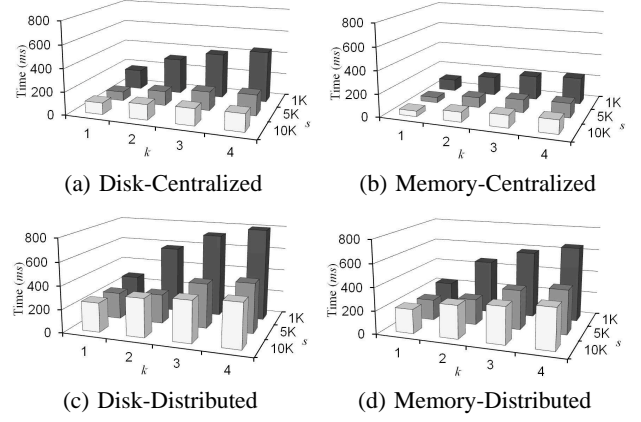 800
600
400
200
0
Time (ms)
1
2
3
4
k
1K
5K
10K
s
(a) Disk-Centralized
800
600
400
200
0
Time (ms)
1
2
3
4
k
1K
5K
10K
s
(b) Memory-Centralized
800
600
400
200
0
Time (ms)
1
2
3
4
k
1K
5K
10K
s
(c) Disk-Distributed
800
600
400
200
0
Time (ms)
1
2
3
4
k
1K
5K
10K
s
(d) Memory-Distributed